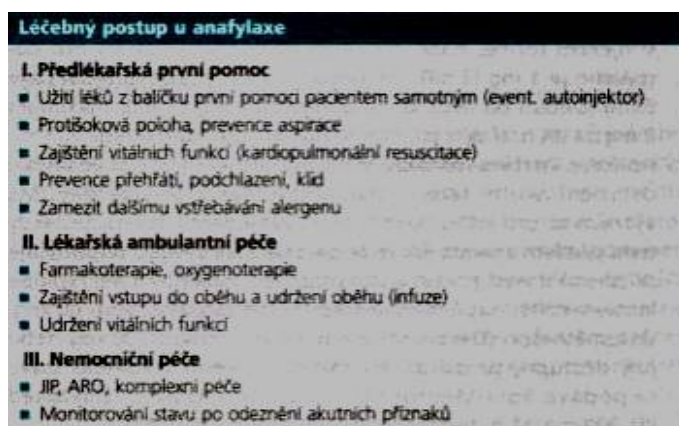 Léčebný postup u anafylaxe
I. Předlékařská první pomoc
■ Užití léků z balíčku první pomoci pacientem samotným (event. autoinjektor)
■ Protišoková poloha, prevence aspirace
■ Zajištění vitálních funkcí (kardiopulmonální resuscitace)
■ Prevence přehřátí, podchlazení, klid
■ Zamezit dalšímu vstřebávání alergenu
II. Lékařská ambulantní péče
■ Farmakoterapie, oxygenoterapie
■ Zajištění vstupu do oběhu a udržení oběhu (infuze)
■ Udržení vitálních funkcí
III. Nemocniční péče
■ JIP, ARO, komplexní péče
■ Monitorování stavu po odeznění akutních příznaků